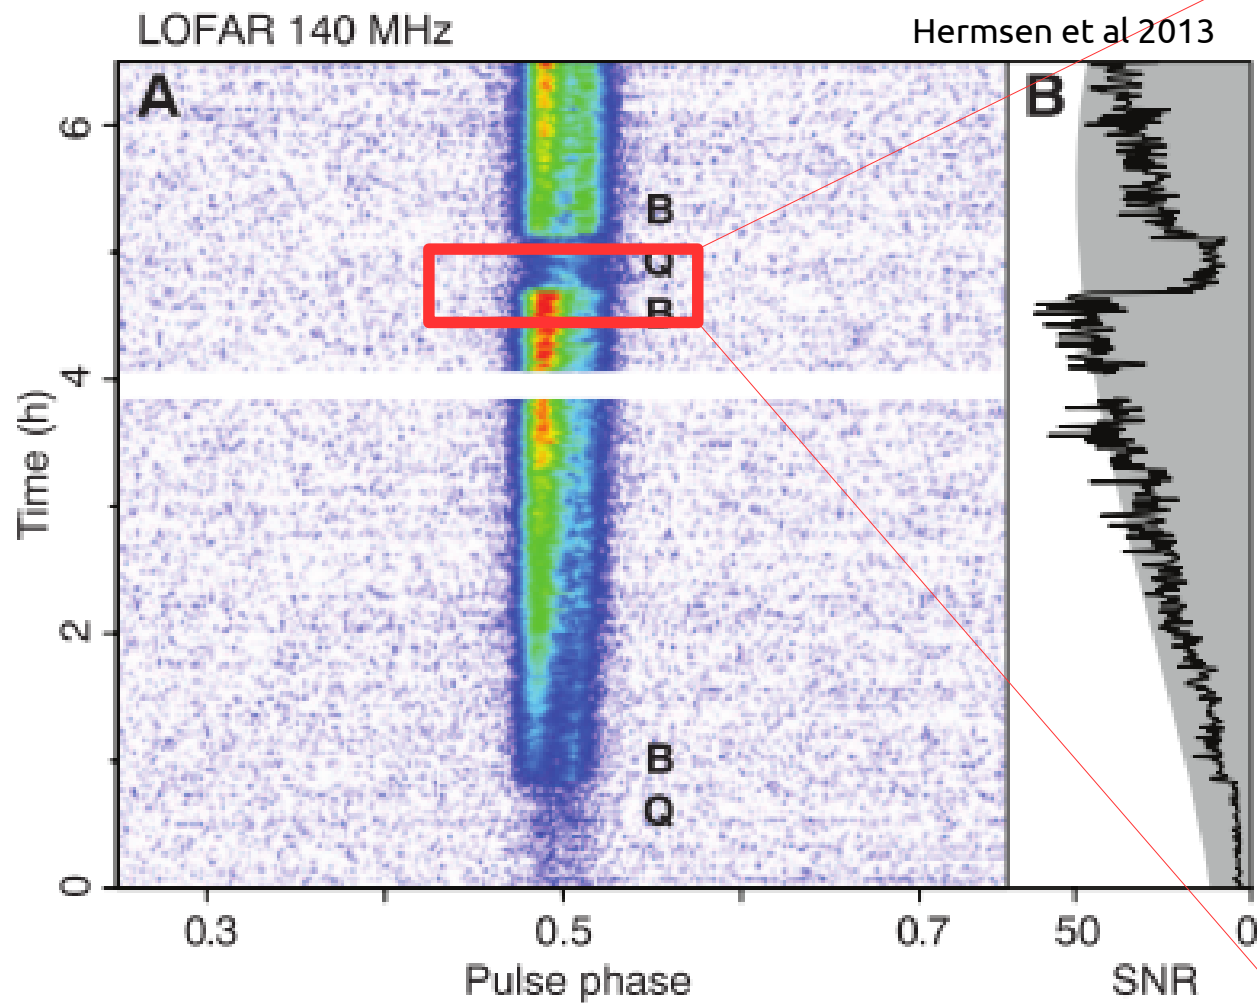 LOFAR 140 MHz
Hermsen et al 2013
A
B
6
B
Q
B
4
Time (h)
2
B
Q
0
0.3 0.5 0.7 50 0
Pulse phase SNR